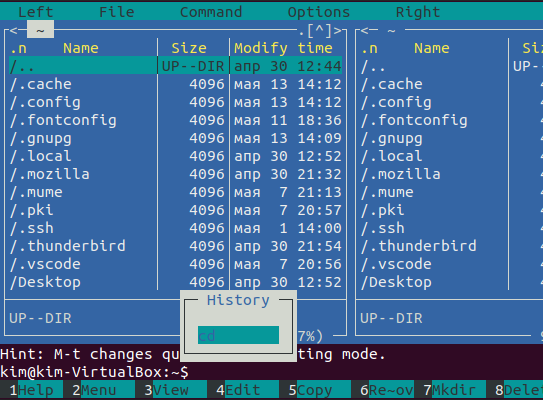 Left File Command Options Right
<─ ~ .[^]> <─ ~
.n Name Size Modify time .n Name
/.. UP--DIR апр 30 12:44 /.. UP-
/.cache 4096 мая 13 14:12 /.cache
/.config 4096 мая 13 14:12 /.config
/.fontconfig 4096 мая 11 18:36 /.fontconfig
/.gnupg 4096 мая 13 14:09 /.gnupg
/.local 4096 апр 30 12:52 /.local
/.mozilla 4096 апр 30 21:32 /.mozilla
/.mume 4096 мая 7 21:13 /.mume
/.pki 4096 мая 7 20:57 /.pki
/.ssh 4096 мая 1 14:00 /.ssh
/.thunderbird 4096 апр 30 21:54 /.thunderbird
/.vscode 4096 мая 7 20:56 /.vscode
/Desktop 4096 апр 30 12:52 /Desktop
History
UP--DIR UP--DIR
cd 7%)
Hint: M-t changes qu ting mode.
kim@kim-VirtualBox:~$
1Help 2Menu 3View 4Edit 5Copy 6Re~ov 7Mkdir 8Delet